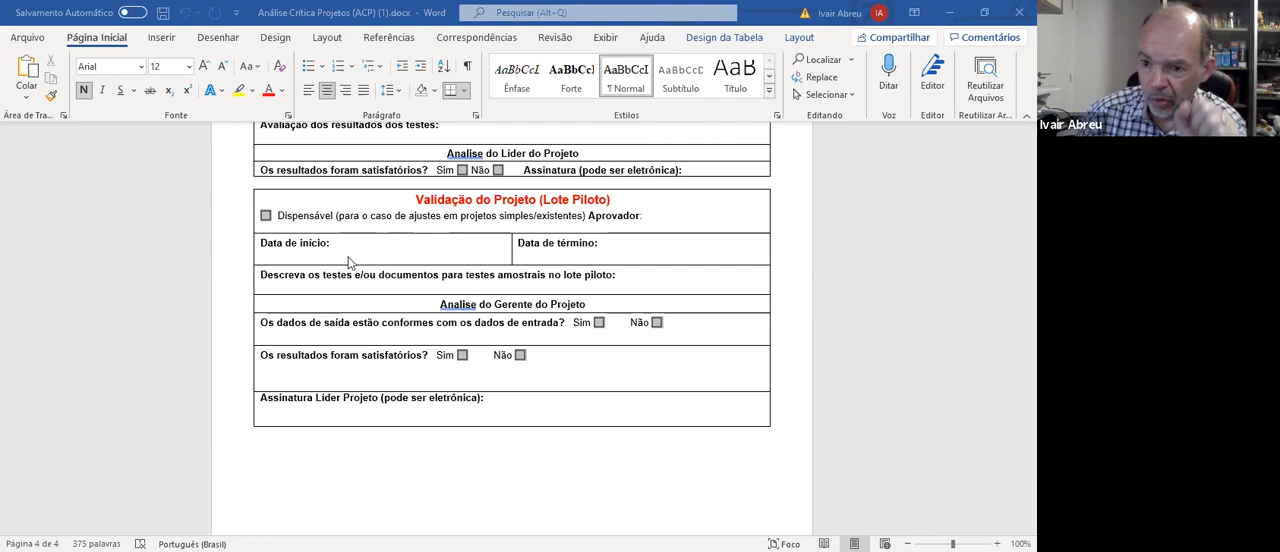 Salvamento Automático
Análise Crítica Projetos (ACP) (1).docx - Word
Pesquisar (Alt+Q)
Ivair Abreu
IA
Arquivo
Página Inicial
Inserir
Desenhar
Design
Layout
Referências
Correspondências
Revisão
Exibir
Ajuda
Design da Tabela
Layout
Compartilhar
Comentários
Colar
Arial
12
N I S
AaBbCcI
Ênfase
AaBbCcI
Forte
AaBbCcI
¶ Normal
AaBbCcD
Subtítulo
AaB
Título
Localizar
Replace
Selecionar
Ditar
Editor
Reutilizar
Arquivos
Área de Tra...
Fonte
Parágrafo
Estilos
Editando
Voz
Editor
Reutilizar Ar...
Ivair Abreu
Avaliação dos resultados dos testes:
Analise do Líder do Projeto
Os resultados foram satisfatórios? Sim Não Assinatura (pode ser eletrônica):
Validação do Projeto (Lote Piloto)
Dispensável (para o caso de ajustes em projetos simples/existentes) Aprovador:
Data de início: Data de término:
Descreva os testes e/ou documentos para testes amostrais no lote piloto:
Analise do Gerente do Projeto
Os dados de saída estão conformes com os dados de entrada? Sim Não
Os resultados foram satisfatórios? Sim Não
Assinatura Líder Projeto (pode ser eletrônica):
Página 4 de 4
375 palavras
Português (Brasil)
Foco
100%